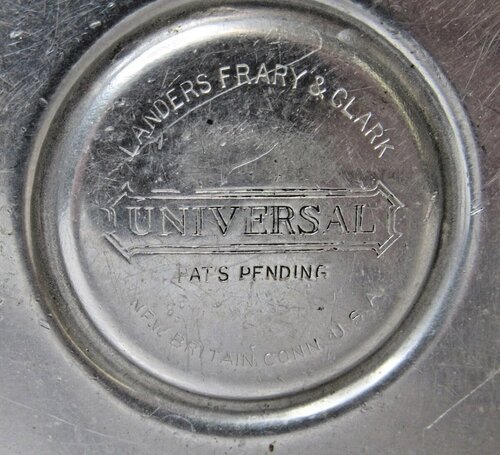 LANDERS FRARY & CLARK
UNIVERSAL
PAT'S PENDING
NEW BRITAIN, CONN. U.S.A.